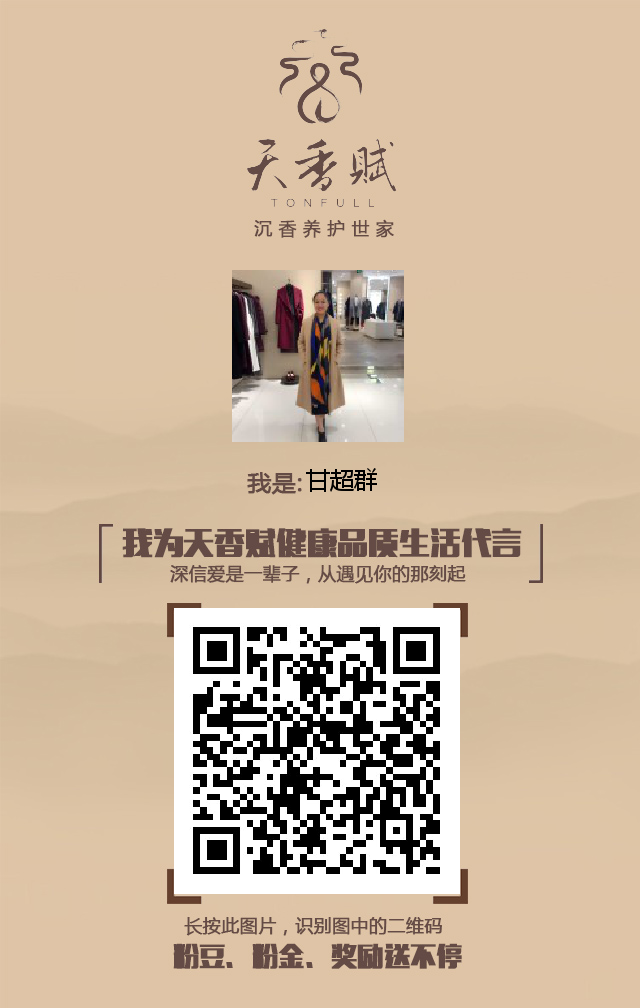 天香赋
TONFULL
沉香养护世家
我是:甘超群
我为天香赋健康品质生活代言
深信爱是一辈子，从遇见你的那刻起
长按此图片，识别图中的二维码
粉豆、粉金、奖励送不停